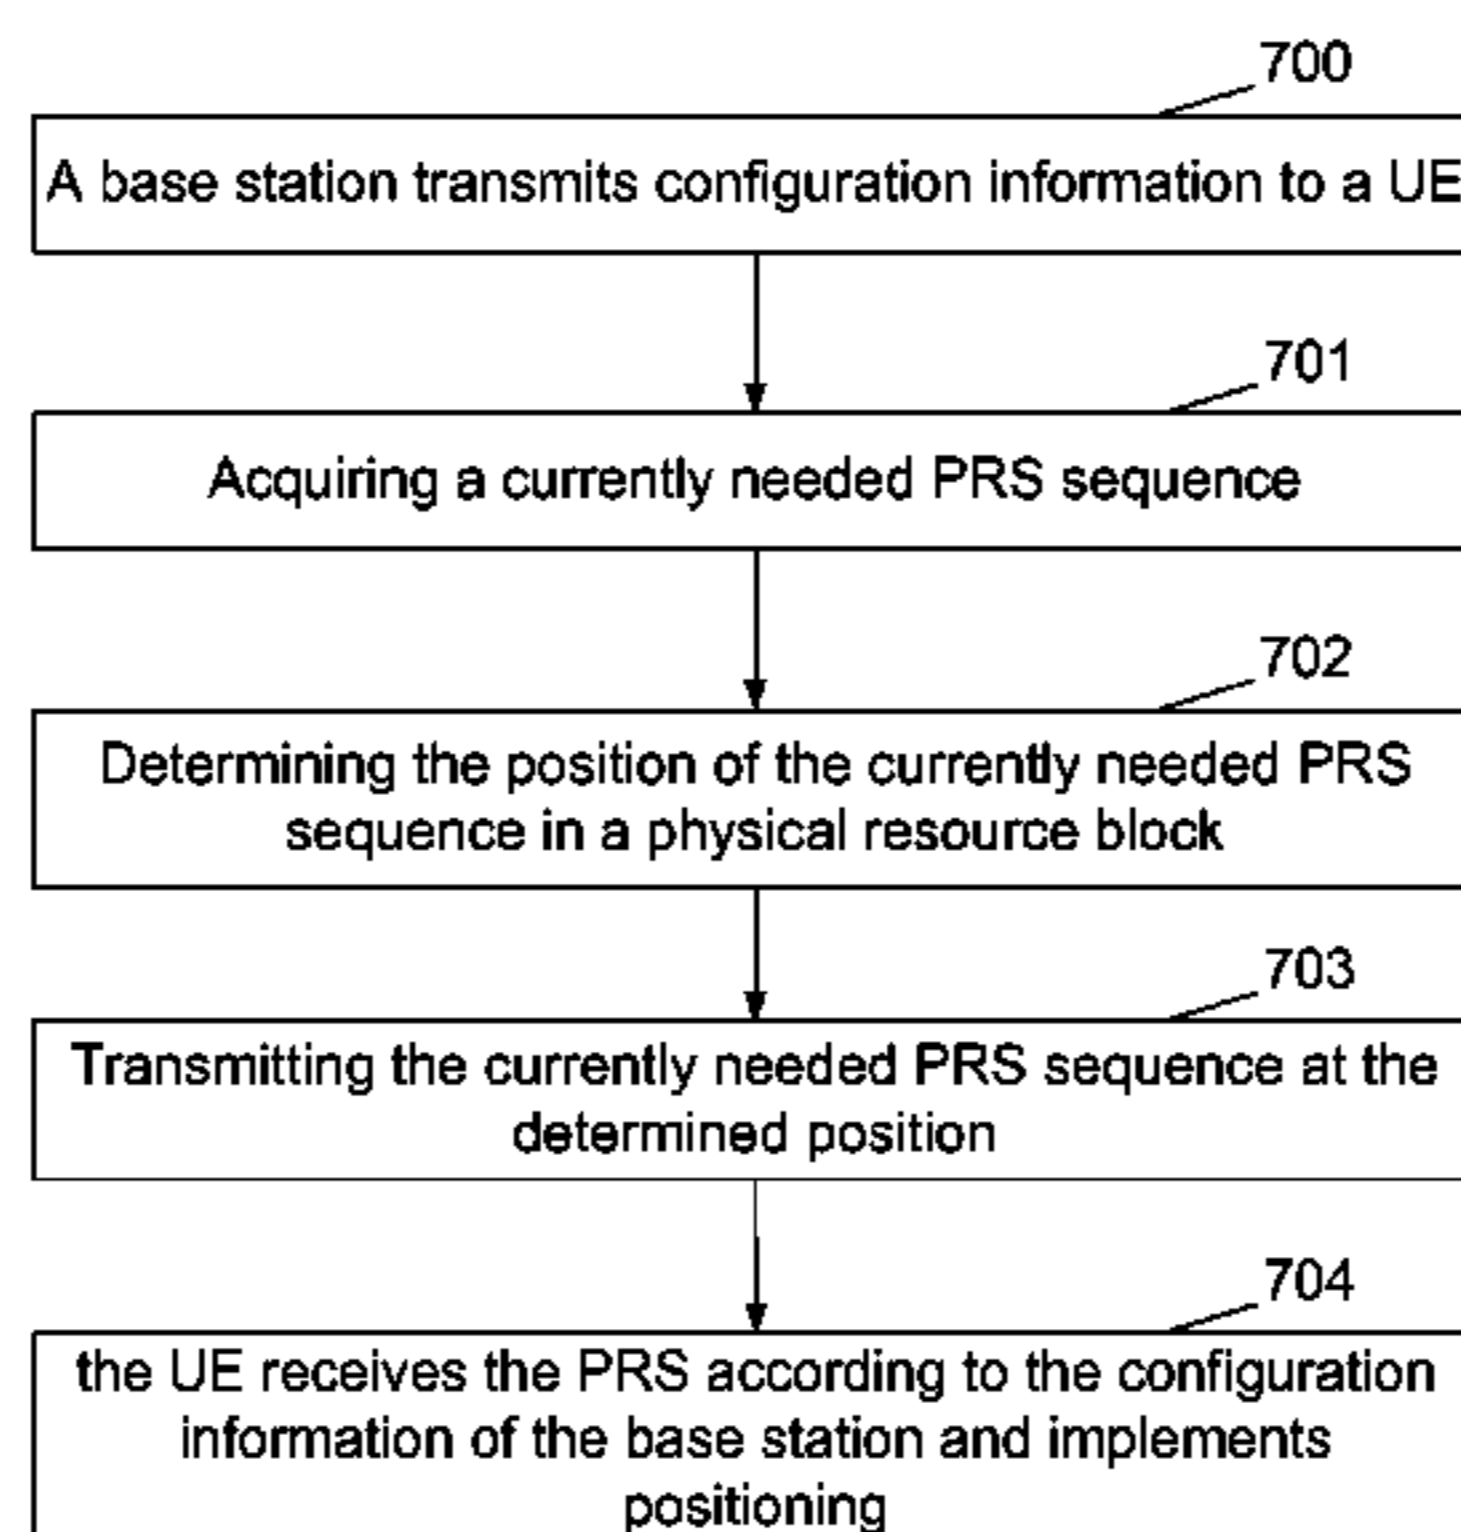 700
A base station transmits configuration information to a UE
701
Acquiring a currently needed PRS sequence
702
Determining the position of the currently needed PRS
sequence in a physical resource block
703
Transmitting the currently needed PRS sequence at the
determined position
704
the UE receives the PRS according to the configuration
information of the base station and implements
positioning